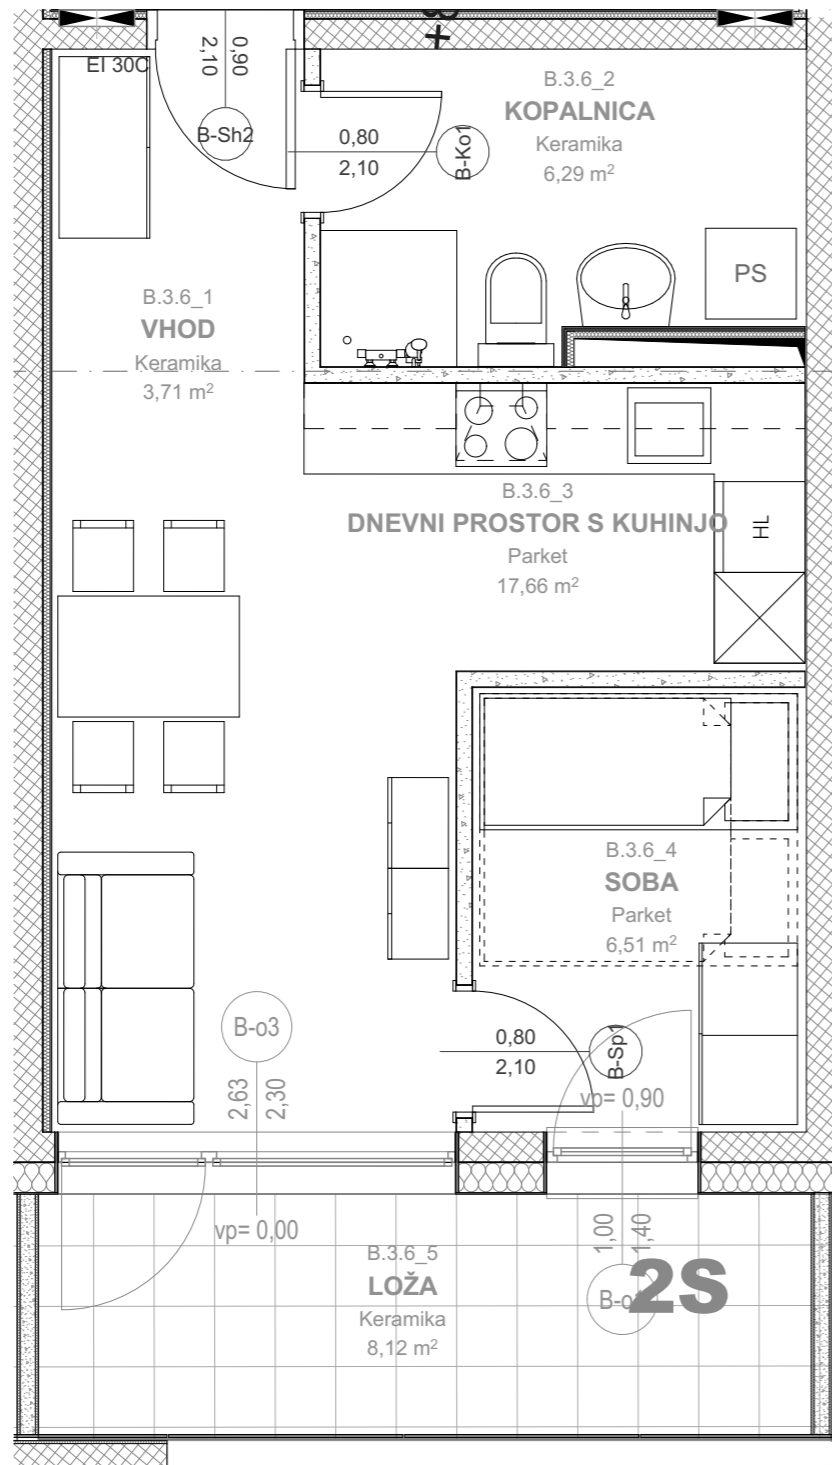 EI 30C
0,90
2,10
B-Sh2
0,80
2,10
B-Ko1
B.3.6_2
KOPALNICA
Keramika
6,29 m²
PS
B.3.6_1
VHOD
Keramika
3,71 m²
B.3.6_3
DNEVNI PROSTOR S KUHINJO
Parket
17,66 m²
HL
B.3.6_4
SOBA
Parket
6,51 m²
B-o3
2,63
2,30
0,80
2,10
B-Sp1
vp= 0,90
vp= 0,00
1,00
1,40
B.3.6_5
LOŽA
Keramika
8,12 m²
2S